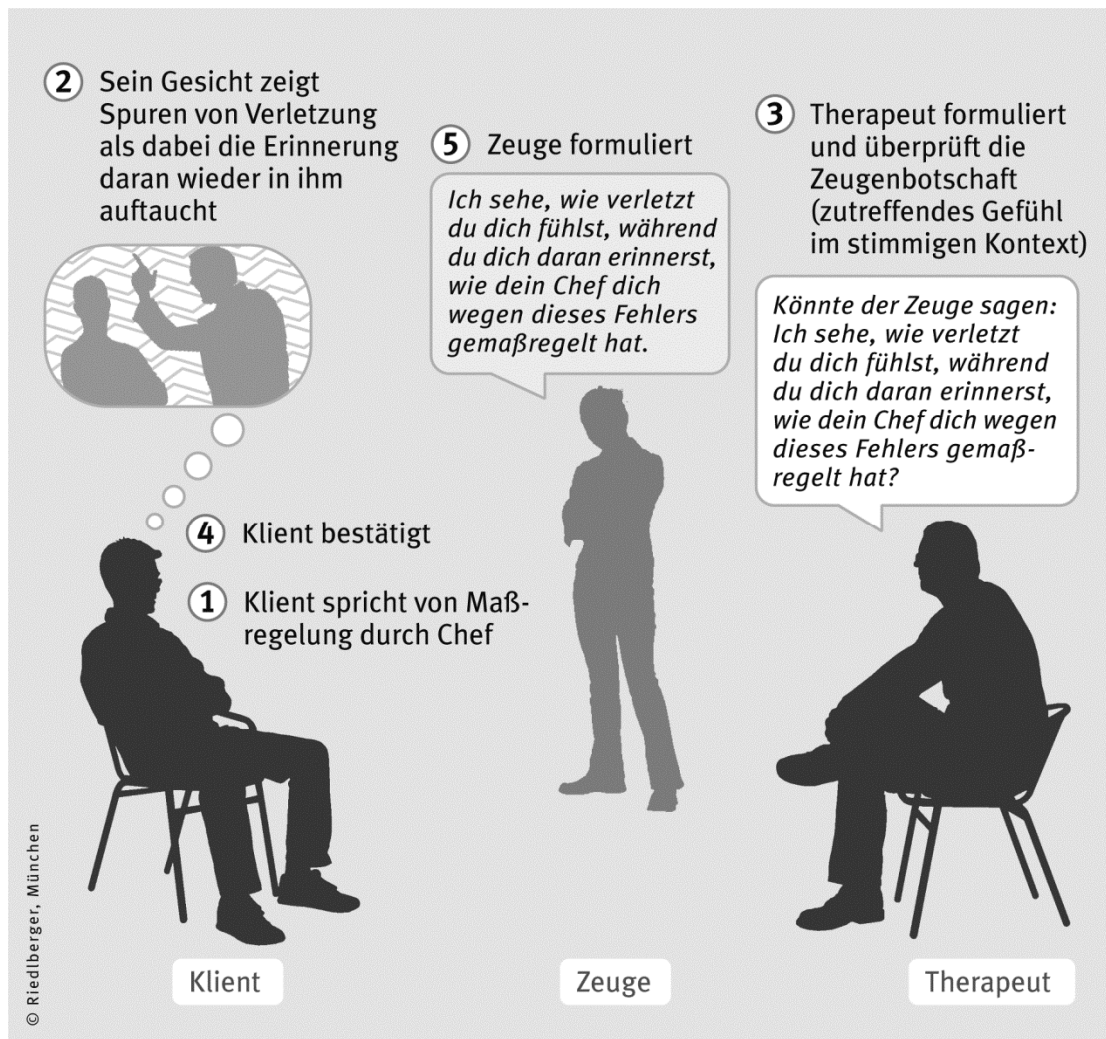 2 Sein Gesicht zeigt
Spuren von Verletzung
als dabei die Erinnerung
daran wieder in ihm
auftaucht
5 Zeuge formuliert
Ich sehe, wie verletzt
du dich fühlst, während
du dich daran erinnerst,
wie dein Chef dich
wegen dieses Fehlers
gemaßregelt hat.
3 Therapeut formuliert
und überprüft die
Zeugenbotschaft
(zutreffendes Gefühl
im stimmigen Kontext)
Könnte der Zeuge sagen:
Ich sehe, wie verletzt
du dich fühlst, während
du dich daran erinnerst,
wie dein Chef dich wegen
dieses Fehlers gemaß-
regelt hat?
4 Klient bestätigt
1 Klient spricht von Maß-
regelung durch Chef
Klient
Zeuge
Therapeut
© Riedlberger, München